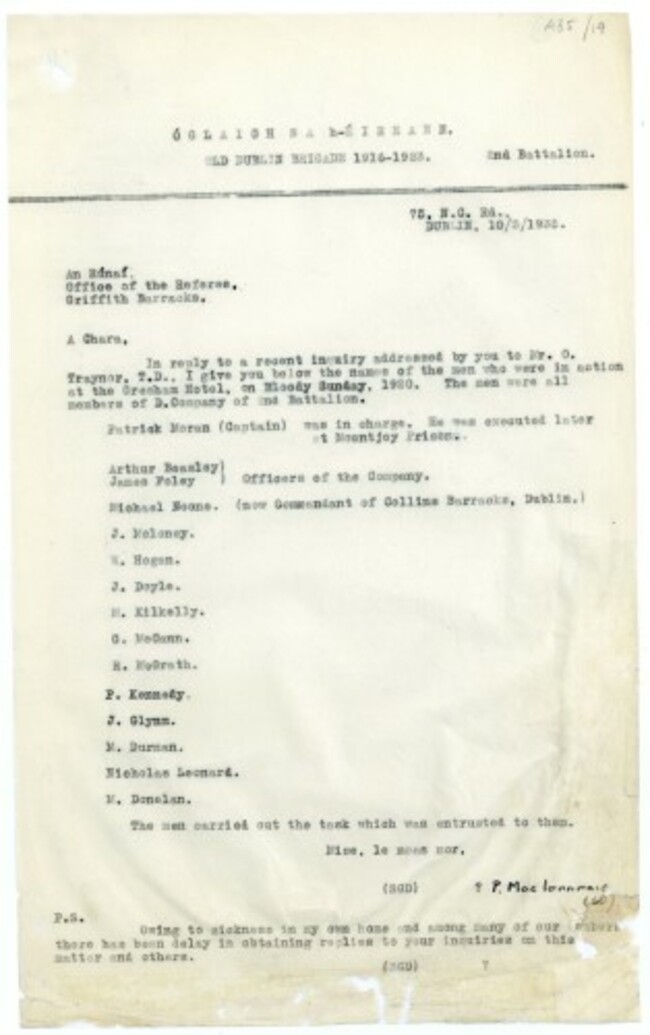 A35/19
ÓGLAIGH NA h-ÉIREANN.
OLD DUBLIN BRIGADE 1916-1923. 2nd Battalion.
75, N.C. Rd.,
DUBLIN, 10/3/1935.
An Rúnaí,
Office of the Referee,
Griffith Barracks.
A Chara,
In reply to a recent inquiry addressed by you to Mr. O.
Traynor, T.D., I give you below the names of the men who were in action
at the Gresham Hotel, on Bloody Sunday, 1920. The men were all
members of D.Company of 2nd Battalion.
Patrick Moran (Captain) was in charge. He was executed later
at Mountjoy Prison.
Arthur Beasley)
James Foley ) Officers of the Company.
Michael Noone. (now Commandant of Collins Barracks, Dublin.)
J. Moloney.
Hogan.
J. Doyle.
M. Kilkelly.
G. McCann.
R. McGrath.
P. Kennedy.
J. Glynn.
M. Durnan.
Nicholas Leonard.
M. Donelan.
The men carried out the task which was entrusted to them.
Mise, le meas mor,
(SGD) ? P. Mac
P.S.
Owing to sickness in my own home and among many of our
there has been delay in obtaining replies to your inquiries on this
matter and others.
(SGD) ?